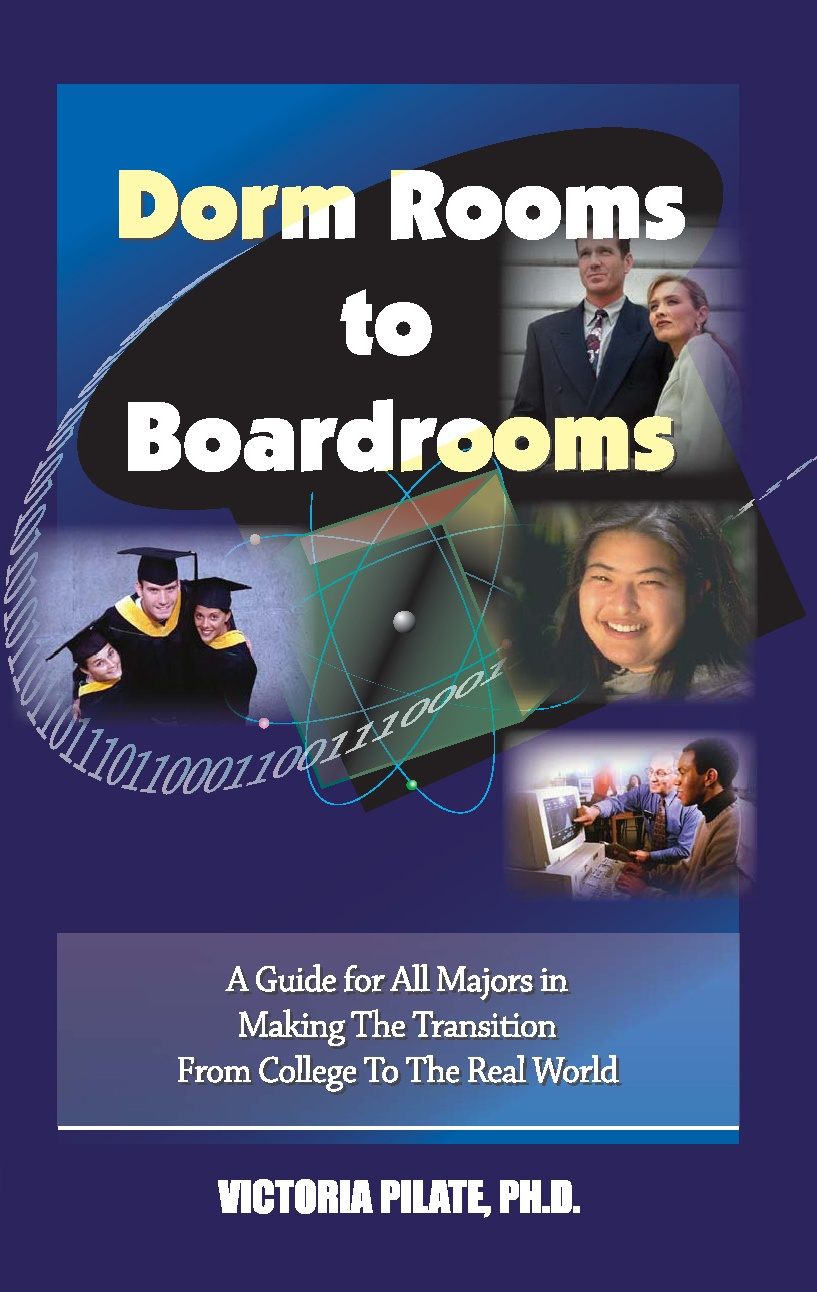 Dorm Rooms
to
Boardrooms
1011011101100011001110001
A Guide for All Majors in
Making The Transition
From College To The Real World
VICTORIA PILATE, PH.D.